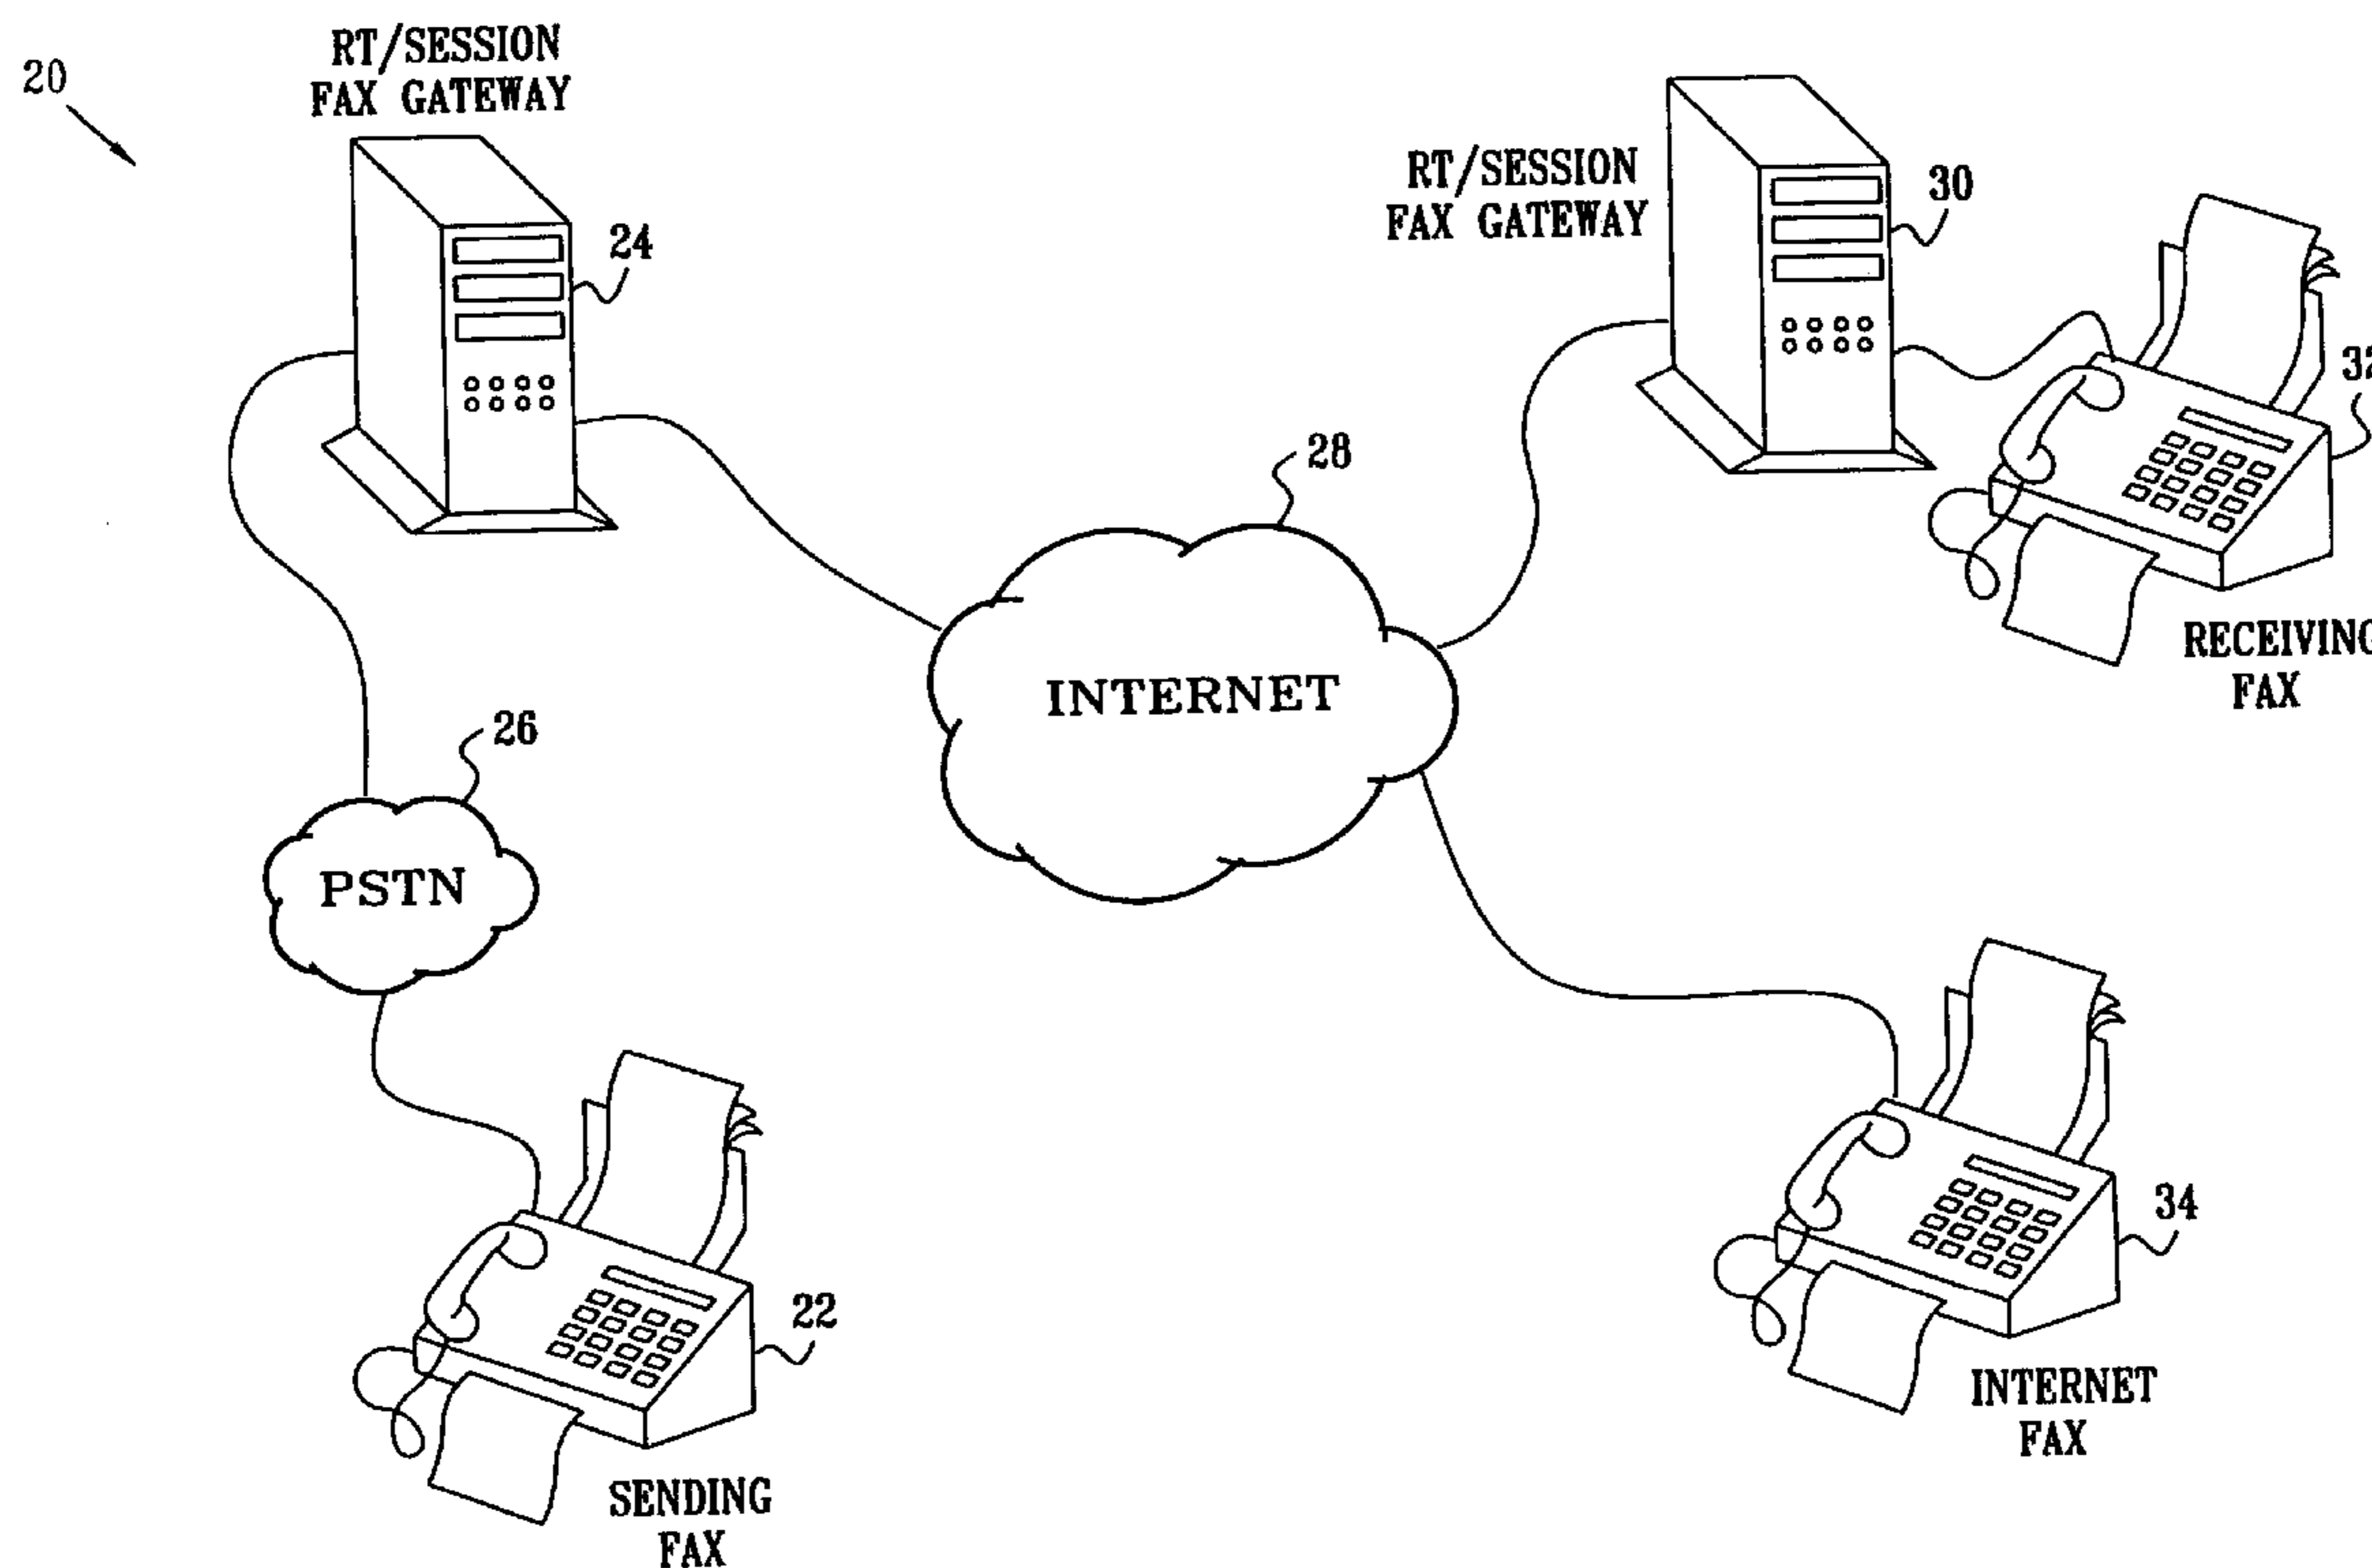 20
RT/SESSION
FAX GATEWAY
24
RT/SESSION
FAX GATEWAY
30
32
28
INTERNET
RECEIVING
FAX
26
PSTN
34
INTERNET
FAX
22
SENDING
FAX